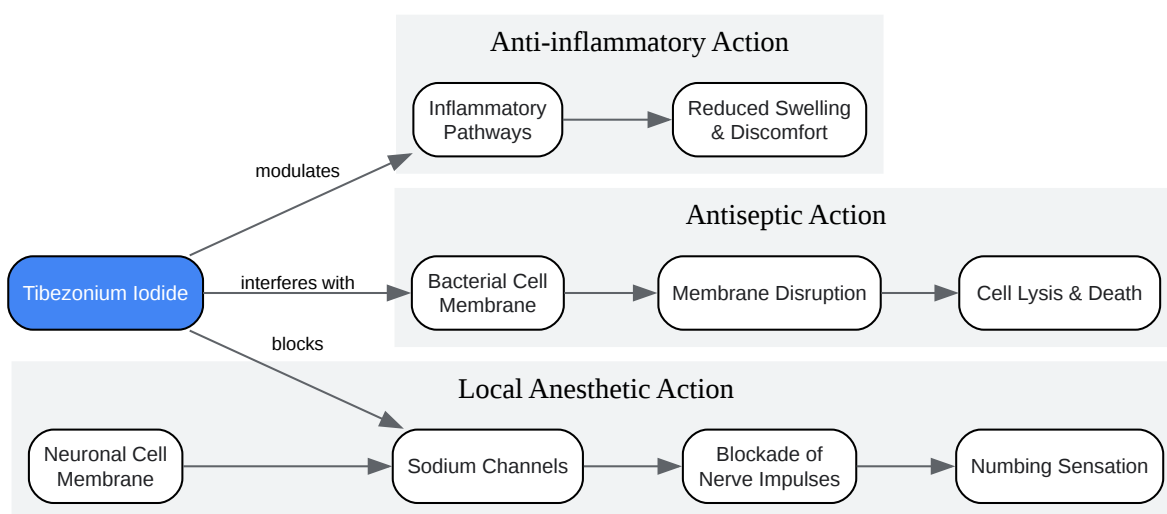 Anti-inflammatory Action
Inflammatory
Pathways
Reduced Swelling
& Discomfort
modulates
Antiseptic Action
Tibezonium Iodide
interferes with
Bacterial Cell
Membrane
Membrane Disruption
Cell Lysis & Death
blocks
Local Anesthetic Action
Neuronal Cell
Membrane
Sodium Channels
Blockade of
Nerve Impulses
Numbing Sensation